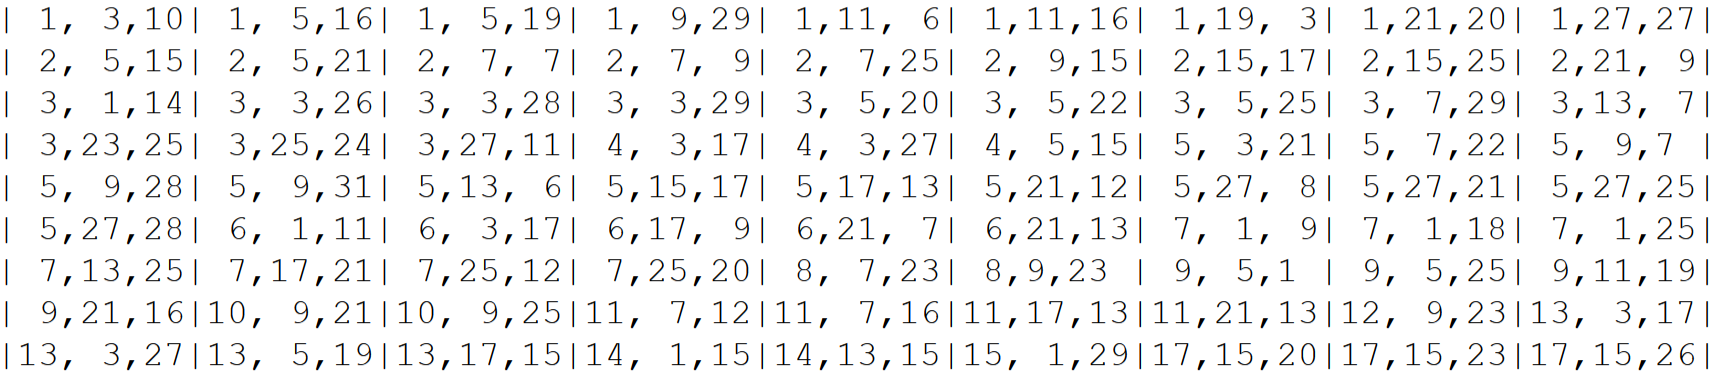 | 1, 3,10| 1, 5,16| 1, 5,19| 1, 9,29| 1,11, 6| 1,11,16| 1,19, 3| 1,21,20| 1,27,27|
| 2, 5,15| 2, 5,21| 2, 7, 7| 2, 7, 9| 2, 7,25| 2, 9,15| 2,15,17| 2,15,25| 2,21, 9|
| 3, 1,14| 3, 3,26| 3, 3,28| 3, 3,29| 3, 5,20| 3, 5,22| 3, 5,25| 3, 7,29| 3,13, 7|
| 3,23,25| 3,25,24| 3,27,11| 4, 3,17| 4, 3,27| 4, 5,15| 5, 3,21| 5, 7,22| 5, 9,7 |
| 5, 9,28| 5, 9,31| 5,13, 6| 5,15,17| 5,17,13| 5,21,12| 5,27, 8| 5,27,21| 5,27,25|
| 5,27,28| 6, 1,11| 6, 3,17| 6,17, 9| 6,21, 7| 6,21,13| 7, 1, 9| 7, 1,18| 7, 1,25|
| 7,13,25| 7,17,21| 7,25,12| 7,25,20| 8, 7,23| 8,9,23 | 9, 5,1 | 9, 5,25| 9,11,19|
| 9,21,16|10, 9,21|10, 9,25|11, 7,12|11, 7,16|11,17,13|11,21,13|12, 9,23|13, 3,17|
|13, 3,27|13, 5,19|13,17,15|14, 1,15|14,13,15|15, 1,29|17,15,20|17,15,23|17,15,26|